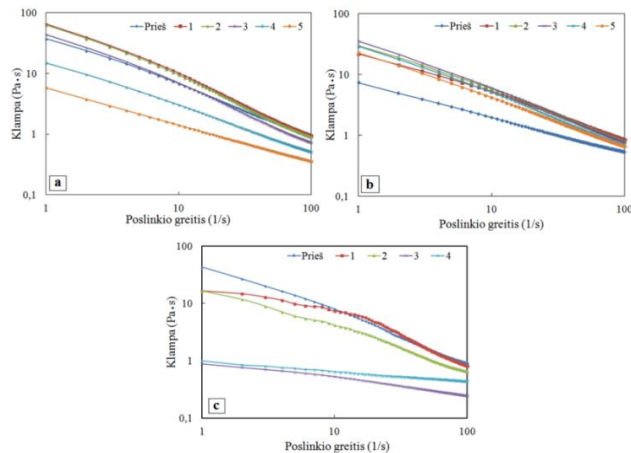 Prieš 1 2 3 4 5
100
10
1
0,1
Klampa (Pa•s)
a
1 10 100
Poslinkio greitis (1/s)
Prieš 1 2 3 4 5
100
10
1
0,1
Klampa (Pa•s)
b
1 10 100
Poslinkio greitis (1/s)
Prieš 1 2 3 4
100
10
1
0,1
Klampa (Pa•s)
c
1 10 100
Poslinkio greitis (1/s)